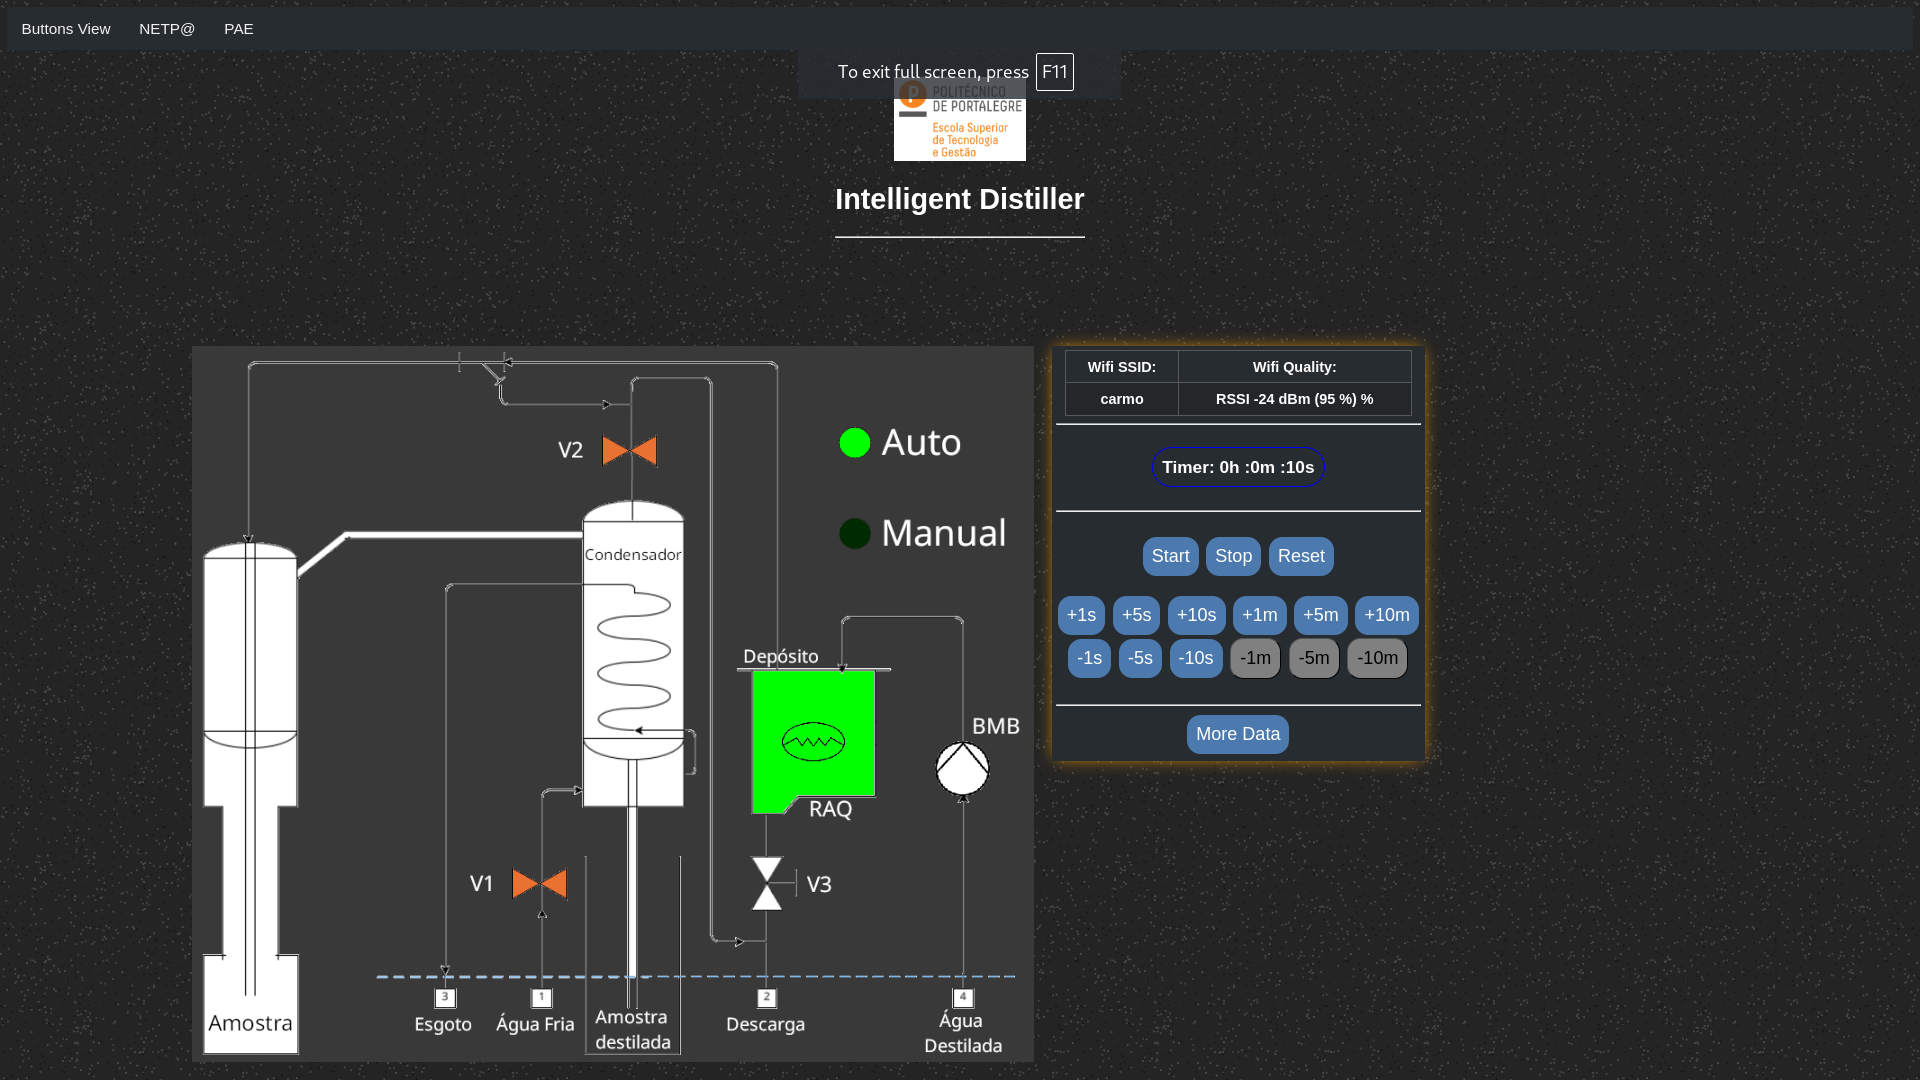 Buttons View NETP@ PAE
To exit full screen, press F11
P POLITÉCNICO
DE PORTALEGRE
Escola Superior
de Tecnologia
e Gestão
Intelligent Distiller
Wifi SSID: Wifi Quality:
carmo RSSI -24 dBm (95 %) %
Timer: 0h :0m :10s
Start Stop Reset
+1s +5s +10s +1m +5m +10m
-1s -5s -10s -1m -5m -10m
More Data
Auto
V2
Manual
Condensador
Depósito
BMB
RAQ
V1
V3
3 1 2 4
Amostra
Esgoto
Água Fria
Amostra
destilada
Descarga
Água
Destilada